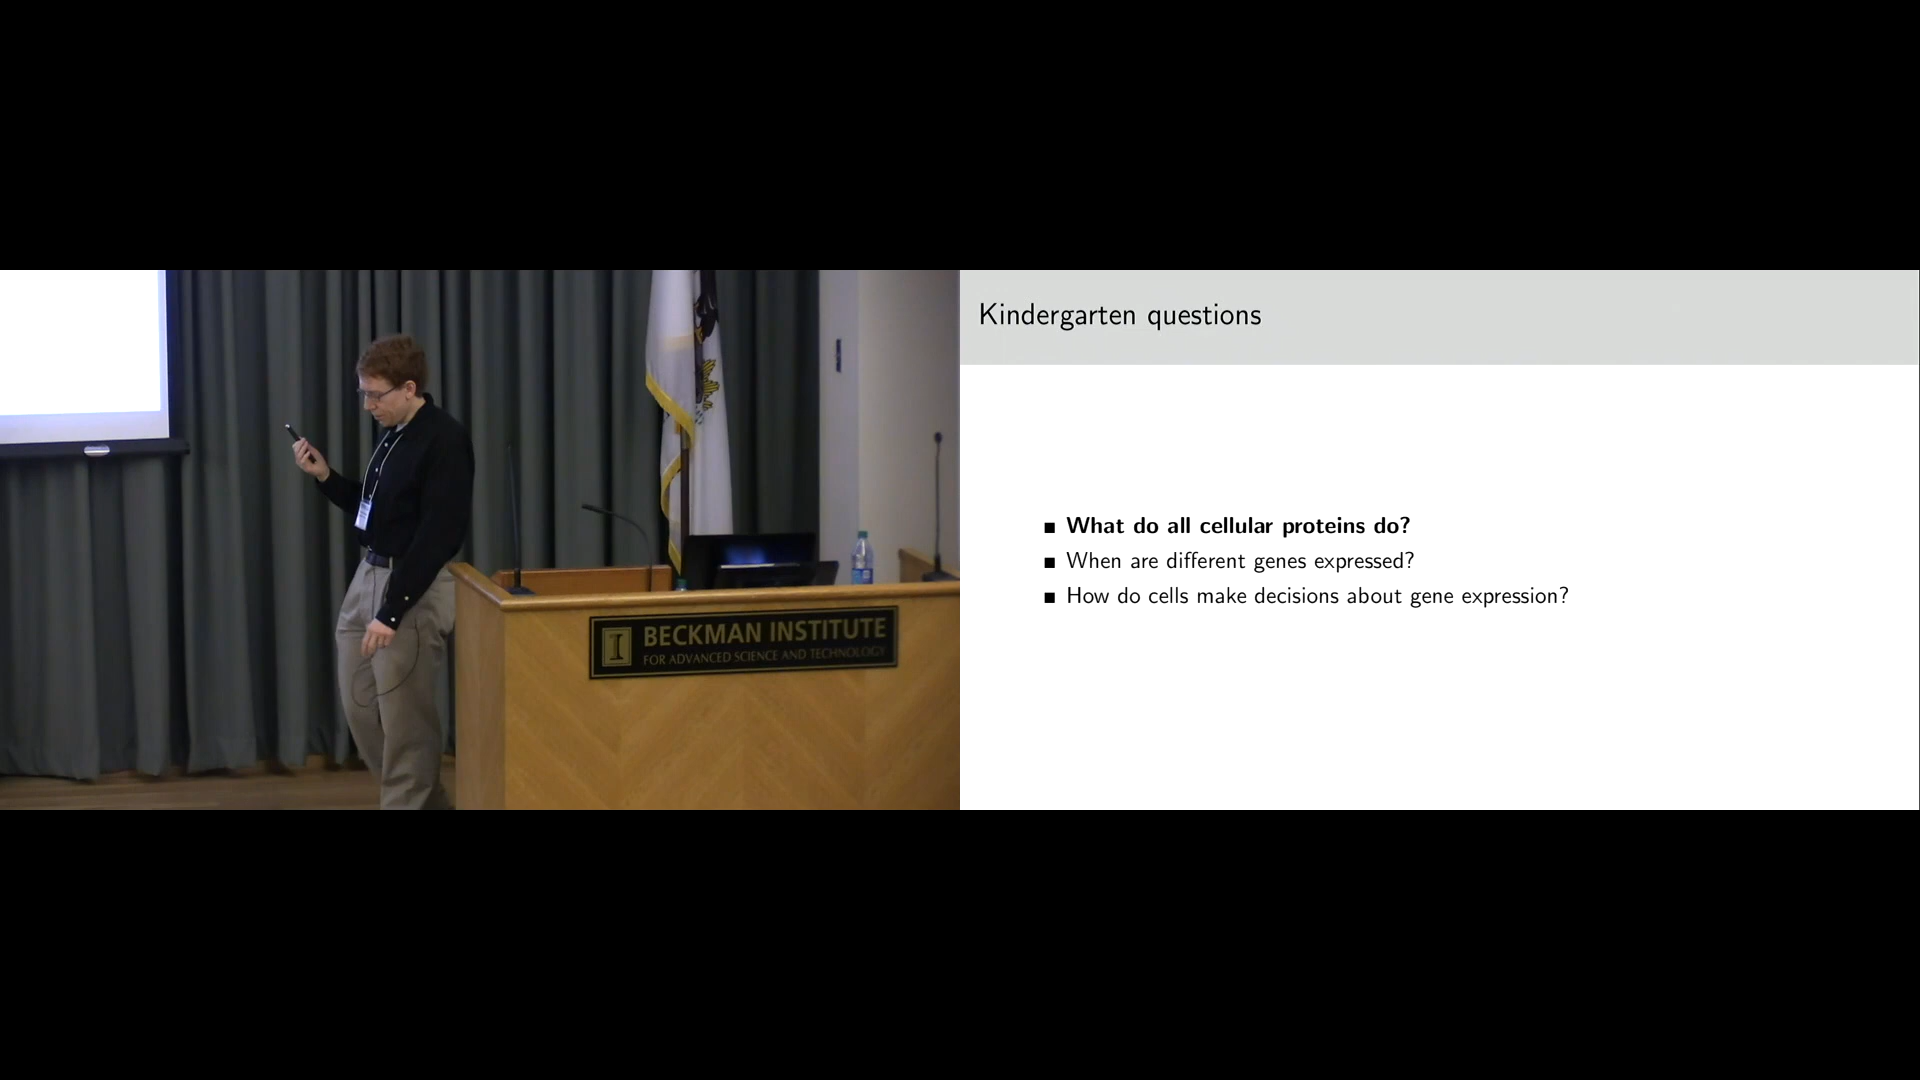 BECKMAN INSTITUTE
FOR ADVANCED SCIENCE AND TECHNOLOGY
Kindergarten questions
What do all cellular proteins do?
When are different genes expressed?
How do cells make decisions about gene expression?